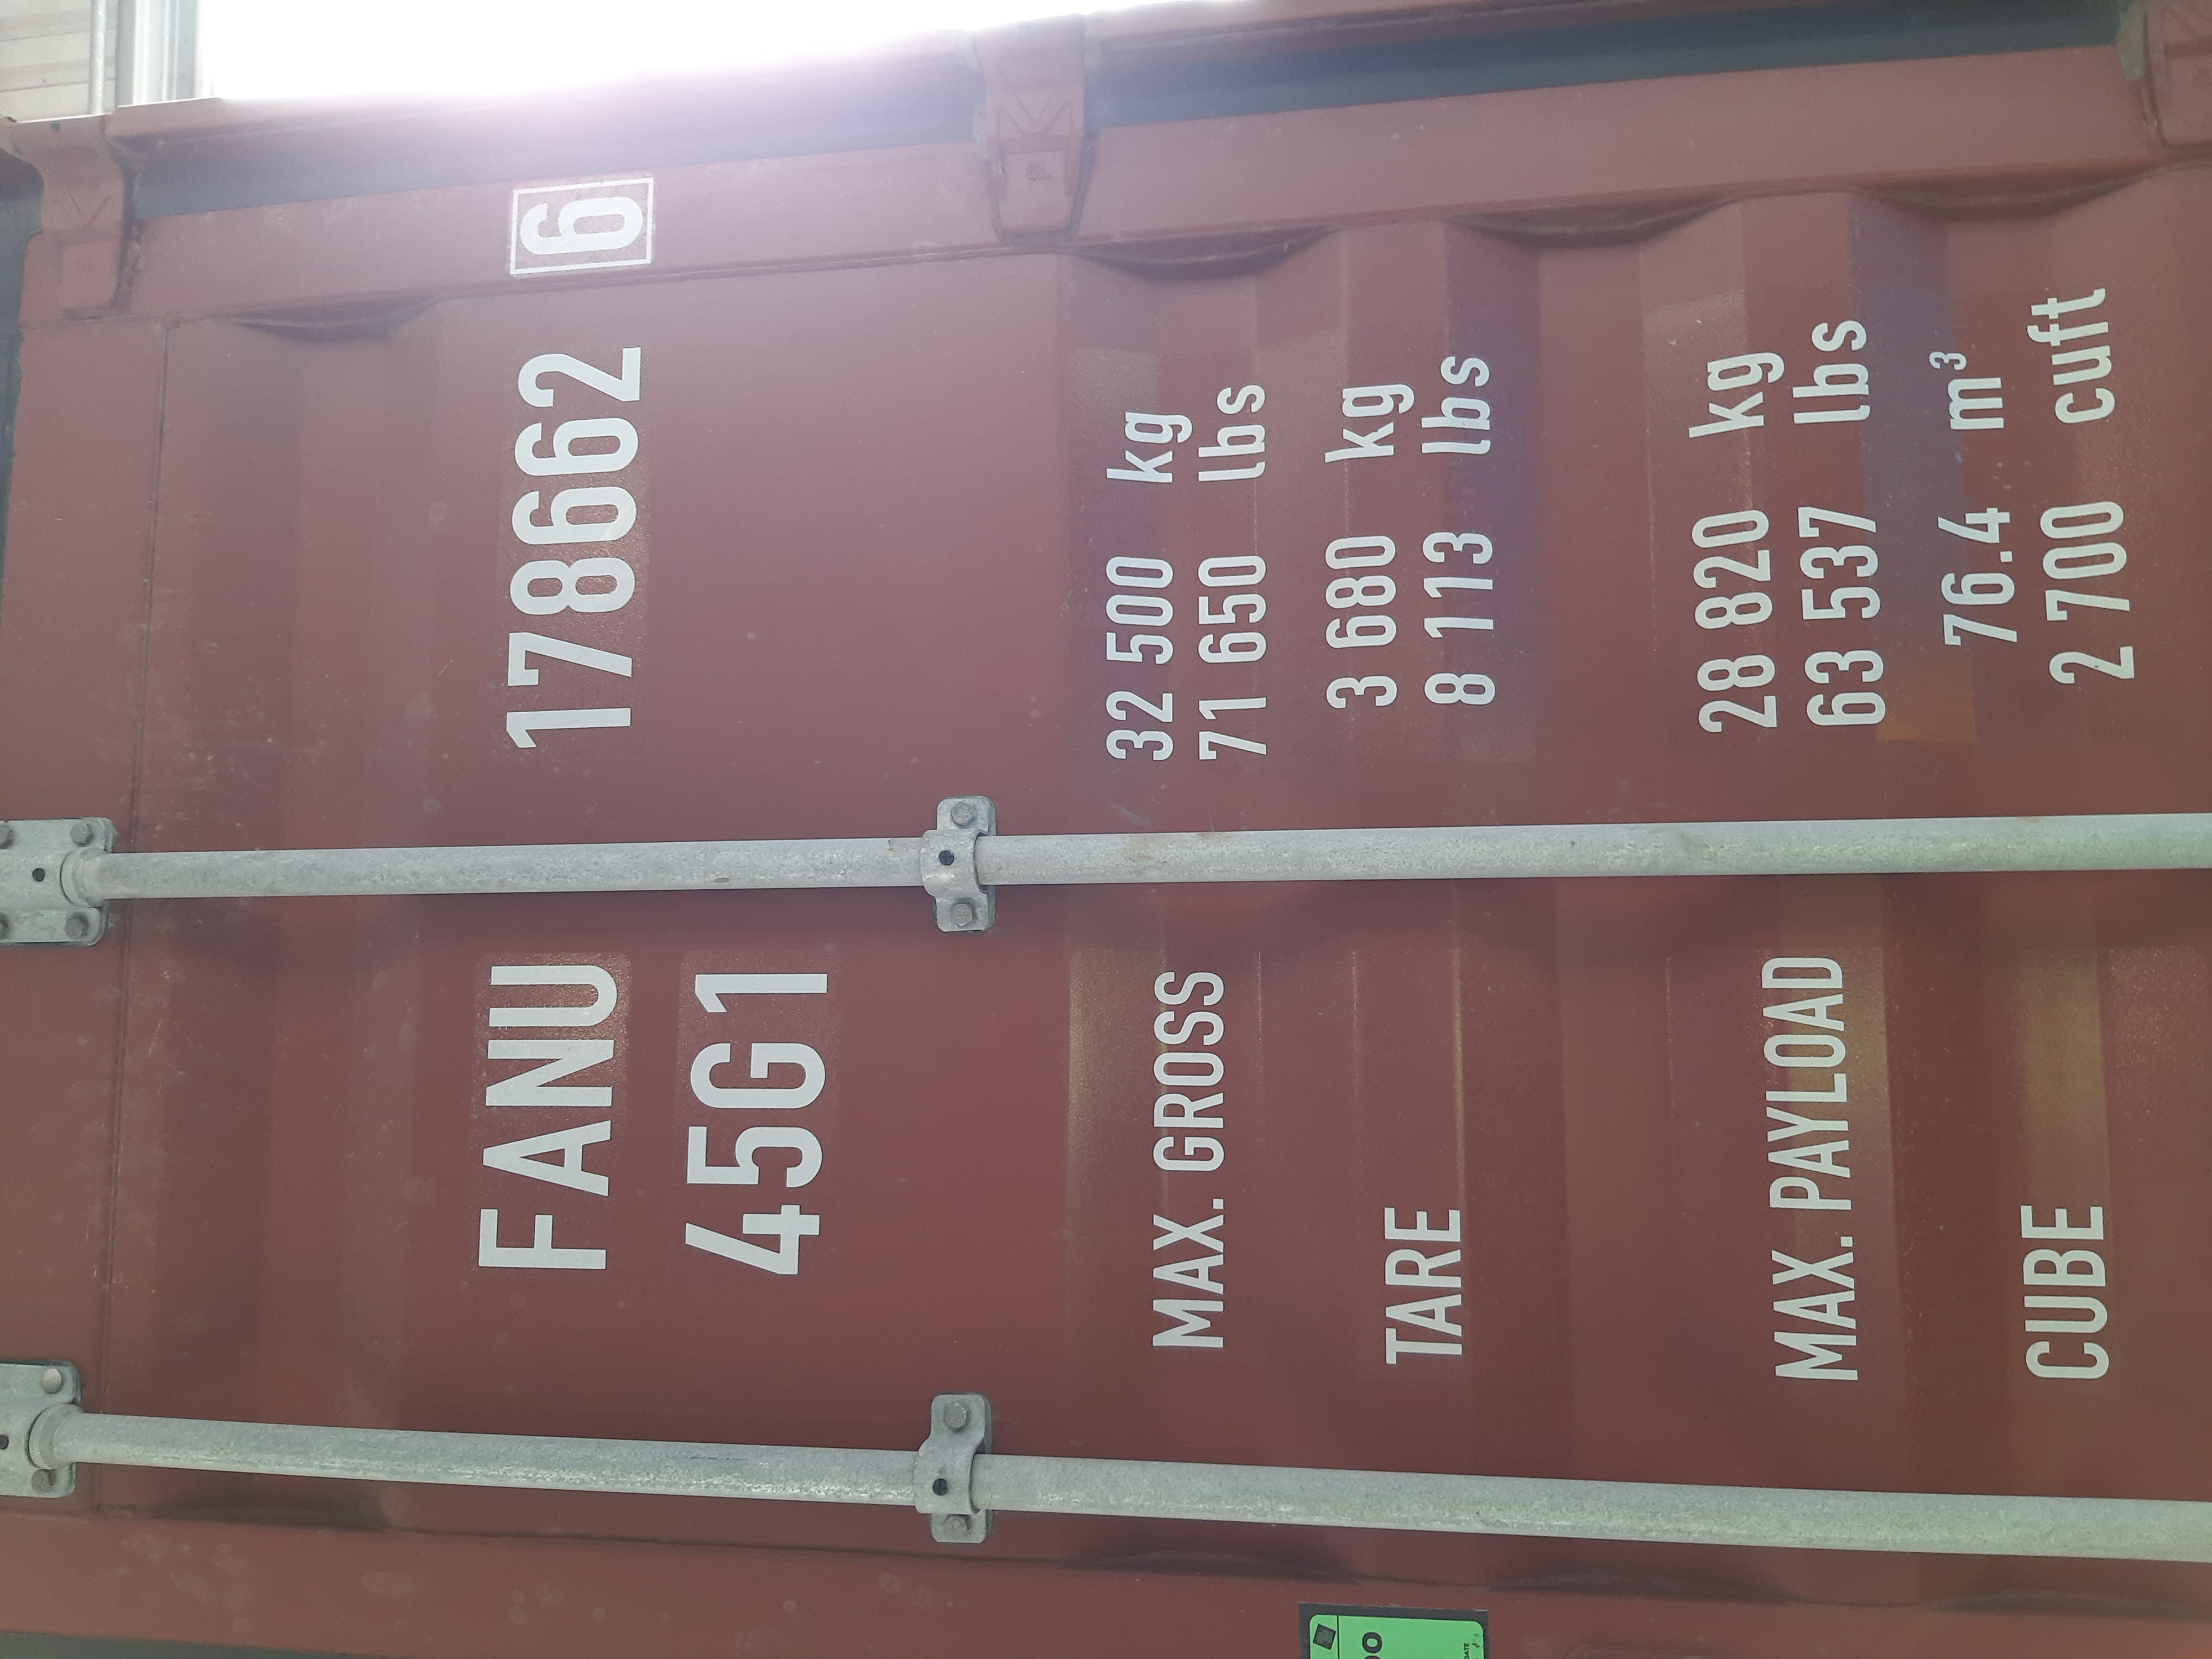 FANU 178662 6
45G1
MAX. GROSS 32 500 kg
71 650 lbs
TARE 3 680 kg
8 113 lbs
MAX. PAYLOAD 28 820 kg
63 537 lbs
CUBE 76.4 m³
2 700 cuft